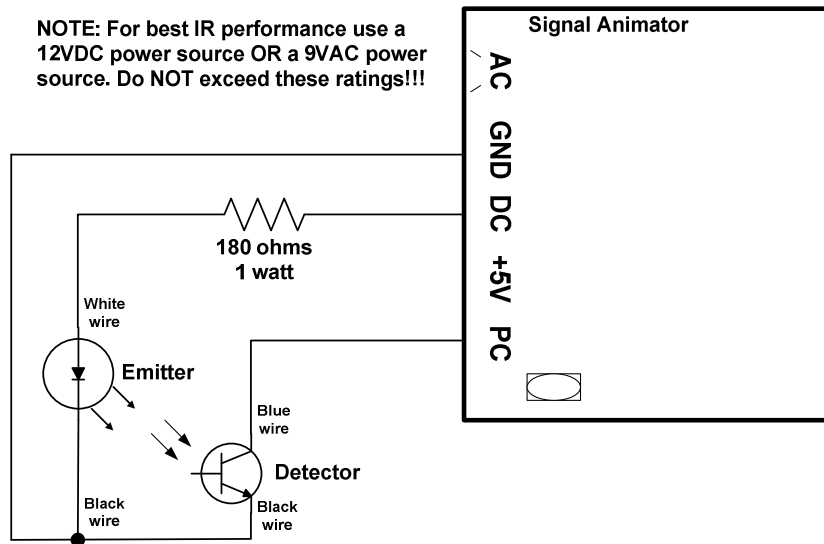 NOTE: For best IR performance use a
12VDC power source OR a 9VAC power
source. Do NOT exceed these ratings!!!
Signal Animator
AC
GND
DC
+5V
PC
180 ohms
1 watt
White
wire
Emitter
Blue
wire
Detector
Black
wire
Black
wire